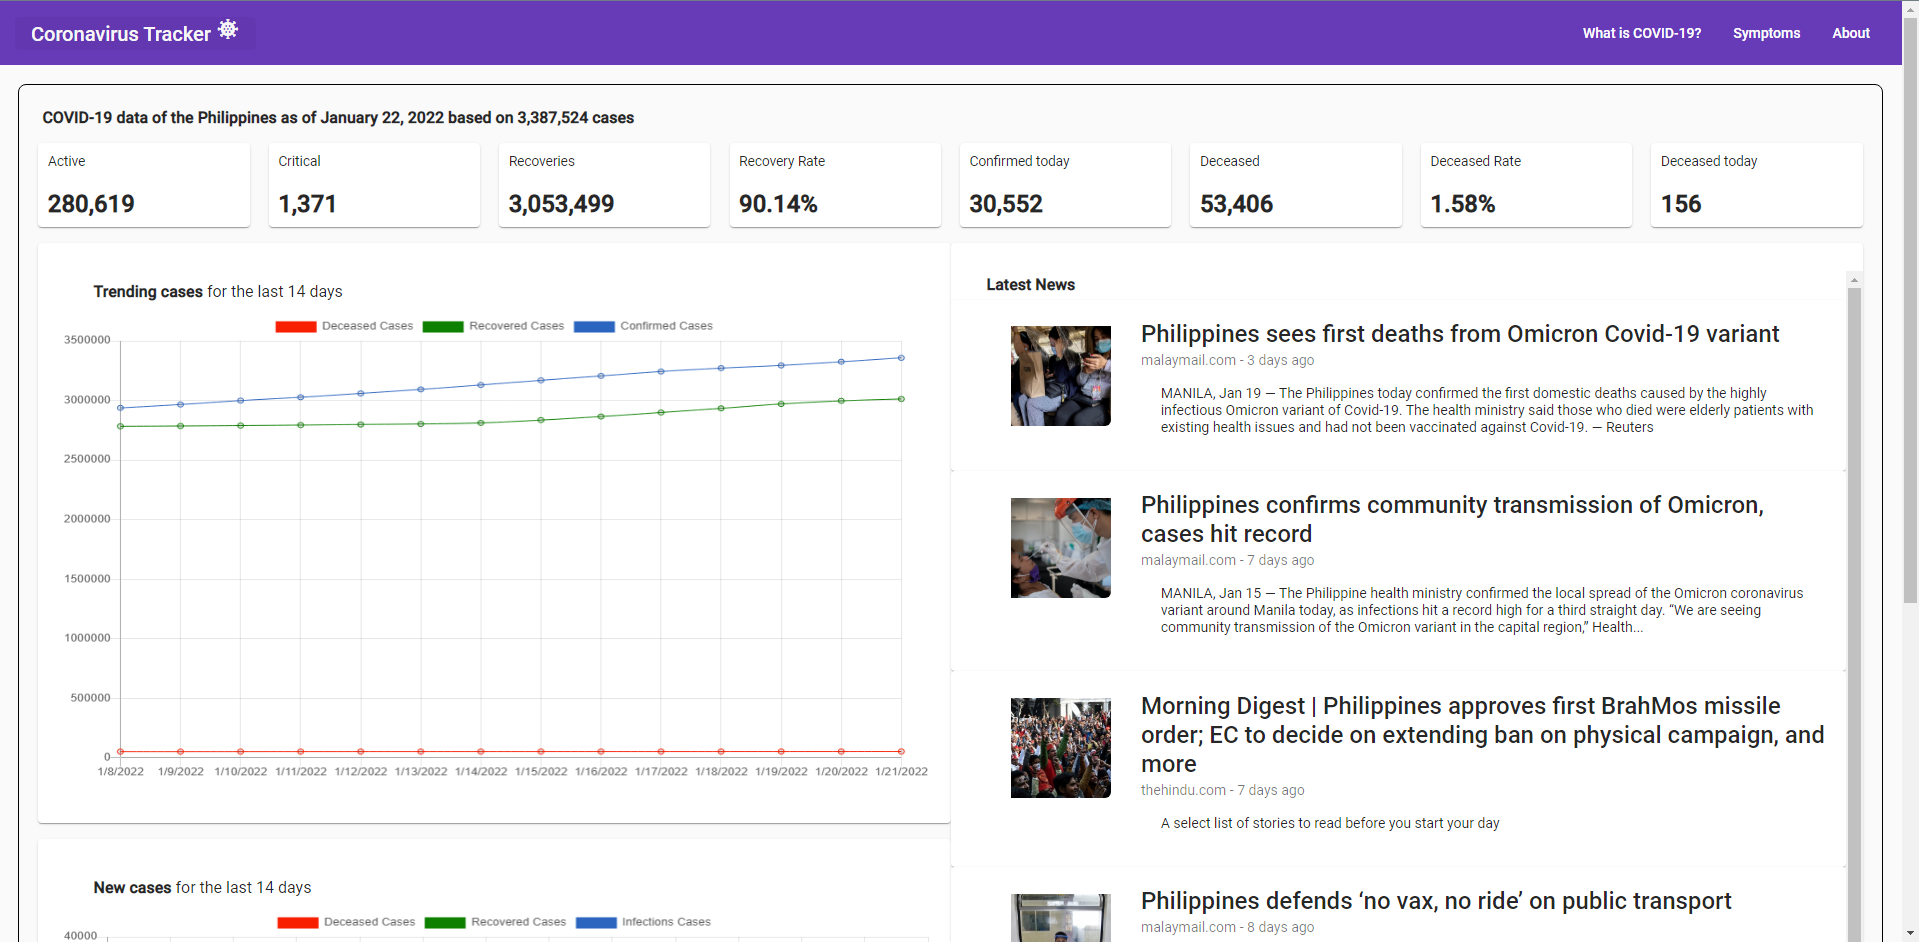 Coronavirus Tracker
What is COVID-19? Symptoms About
COVID-19 data of the Philippines as of January 22, 2022 based on 3,387,524 cases
Active
280,619
Critical
1,371
Recoveries
3,053,499
Recovery Rate
90.14%
Confirmed today
30,552
Deceased
53,406
Deceased Rate
1.58%
Deceased today
156
Trending cases for the last 14 days
Deceased Cases Recovered Cases Confirmed Cases
3500000
3000000
2500000
2000000
1500000
1000000
500000
0
1/8/2022 1/9/2022 1/10/2022 1/11/2022 1/12/2022 1/13/2022 1/14/2022 1/15/2022 1/16/2022 1/17/2022 1/18/2022 1/19/2022 1/20/2022 1/21/2022
New cases for the last 14 days
Deceased Cases Recovered Cases Infections Cases
40000
Latest News
Philippines sees first deaths from Omicron Covid-19 variant
malaymail.com - 3 days ago
MANILA, Jan 19 — The Philippines today confirmed the first domestic deaths caused by the highly
infectious Omicron variant of Covid-19. The health ministry said those who died were elderly patients with
existing health issues and had not been vaccinated against Covid-19. — Reuters
Philippines confirms community transmission of Omicron,
cases hit record
malaymail.com - 7 days ago
MANILA, Jan 15 — The Philippine health ministry confirmed the local spread of the Omicron coronavirus
variant around Manila today, as infections hit a record high for a third straight day. “We are seeing
community transmission of the Omicron variant in the capital region,” Health...
Morning Digest | Philippines approves first BrahMos missile
order; EC to decide on extending ban on physical campaign, and
more
thehindu.com - 7 days ago
A select list of stories to read before you start your day
Philippines defends ‘no vax, no ride’ on public transport
malaymail.com - 8 days ago